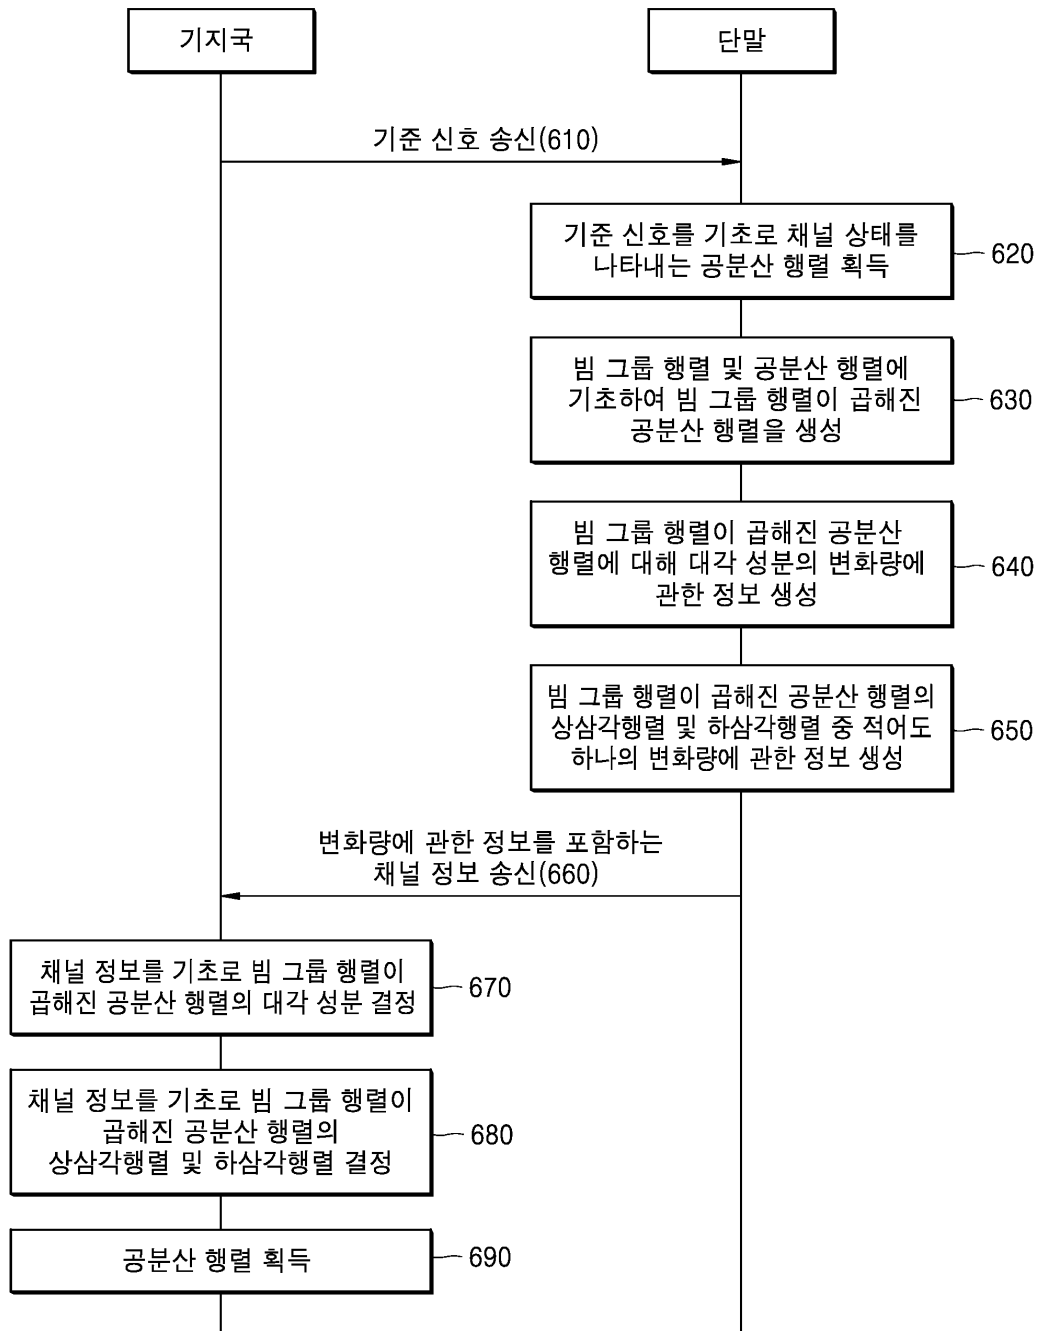 기지국
단말
기준 신호 송신(610)
기준 신호를 기초로 채널 상태를
나타내는 공분산 행렬 획득
620
빔 그룹 행렬 및 공분산 행렬에
기초하여 빔 그룹 행렬이 곱해진
공분산 행렬을 생성
630
빔 그룹 행렬이 곱해진 공분산
행렬에 대해 대각 성분의 변화량에
관한 정보 생성
640
빔 그룹 행렬이 곱해진 공분산 행렬의
상삼각행렬 및 하삼각행렬 중 적어도
하나의 변화량에 관한 정보 생성
650
변화량에 관한 정보를 포함하는
채널 정보 송신(660)
채널 정보를 기초로 빔 그룹 행렬이
곱해진 공분산 행렬의 대각 성분 결정
670
채널 정보를 기초로 빔 그룹 행렬이
곱해진 공분산 행렬의
상삼각행렬 및 하삼각행렬 결정
680
공분산 행렬 획득
690